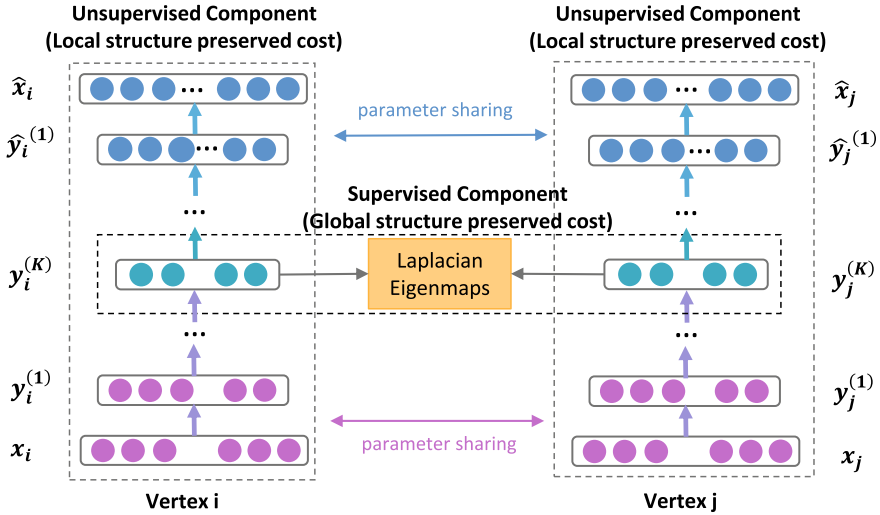 Unsupervised Component
(Local structure preserved cost)
Unsupervised Component
(Local structure preserved cost)
x̂ᵢ
...
...
x̂ⱼ
parameter sharing
ŷᵢ⁽¹⁾
...
...
ŷⱼ⁽¹⁾
Supervised Component
(Global structure preserved cost)
...
...
yᵢ⁽ᴷ⁾
Laplacian
Eigenmaps
yⱼ⁽ᴷ⁾
...
...
yᵢ⁽¹⁾
yⱼ⁽¹⁾
parameter sharing
xᵢ
xⱼ
Vertex i
Vertex j